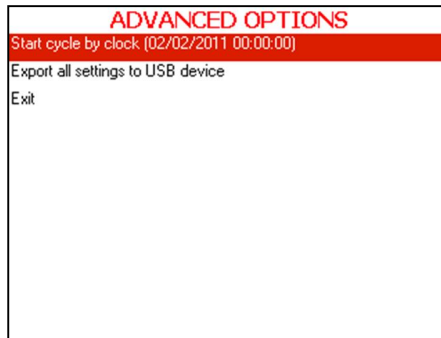 ADVANCED OPTIONS
Start cycle by clock (02/02/2011 00:00:00)
Export all settings to USB device
Exit